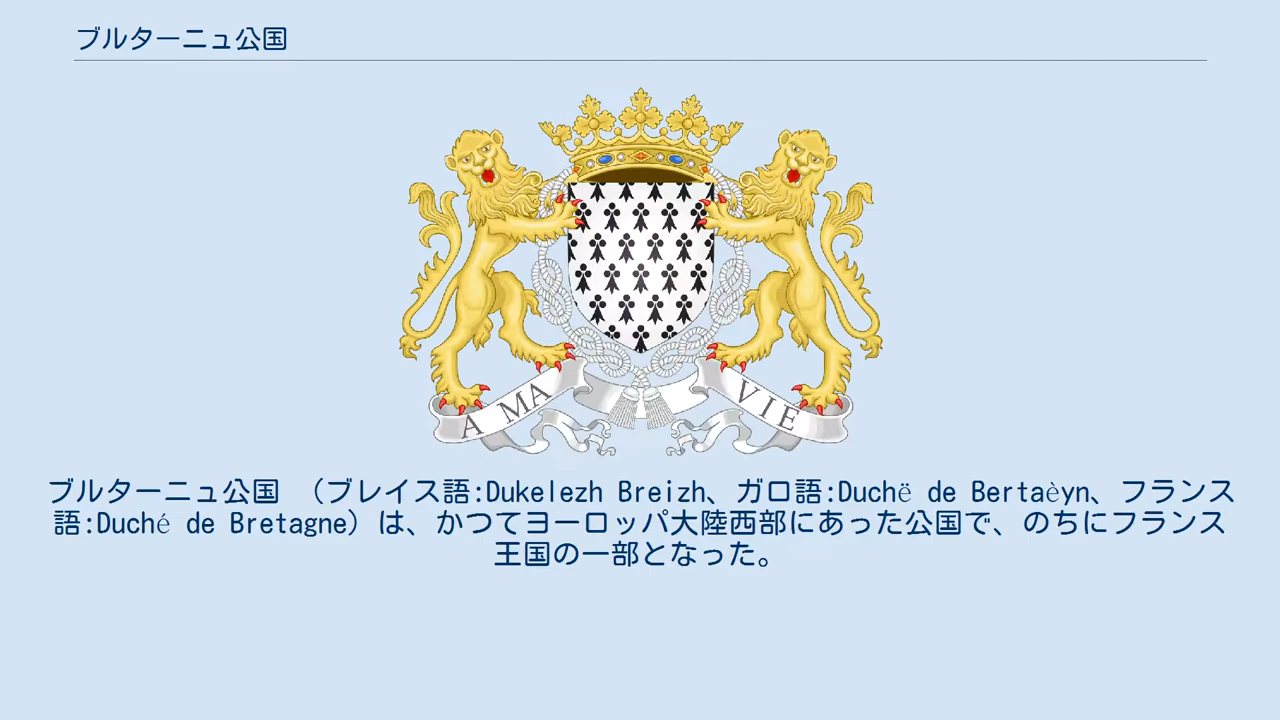 ブルターニュ公国
A MA VIE
ブルターニュ公国 （ブレイス語:Dukelezh Breizh、ガロ語:Duchë de Bertaèyn、フランス
語:Duché de Bretagne）は、かつてヨーロッパ大陸西部にあった公国で、のちにフランス
王国の一部となった。